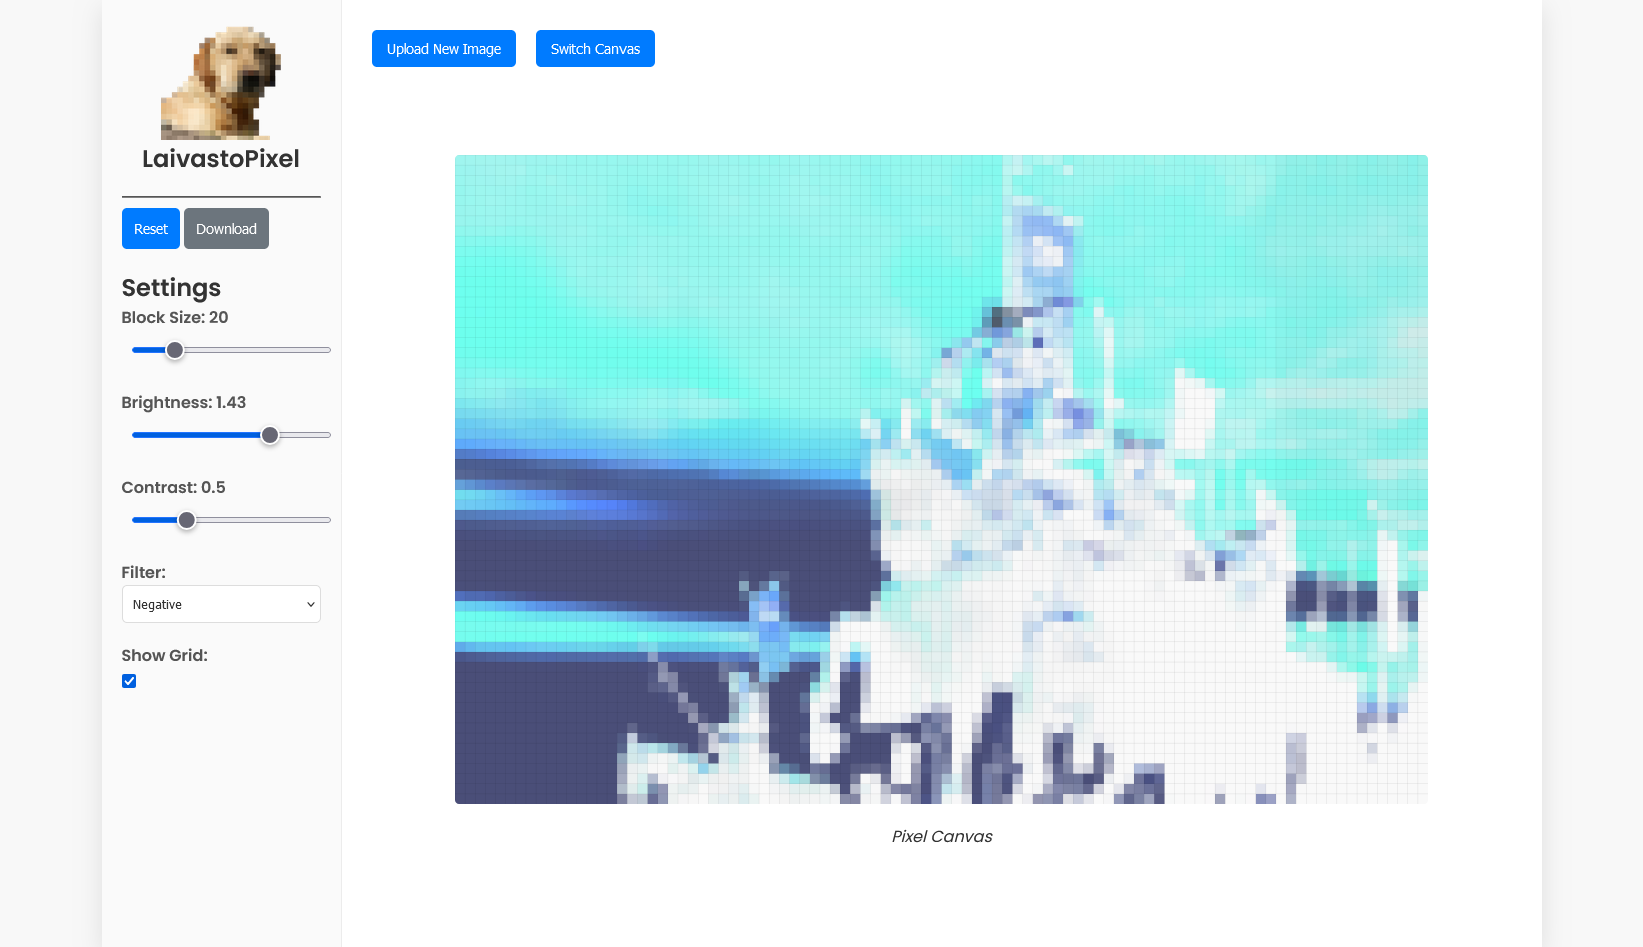 Upload New Image
Switch Canvas
LaivastoPixel
Reset
Download
Settings
Block Size: 20
Brightness: 1.43
Contrast: 0.5
Filter:
Negative
Show Grid:
Pixel Canvas